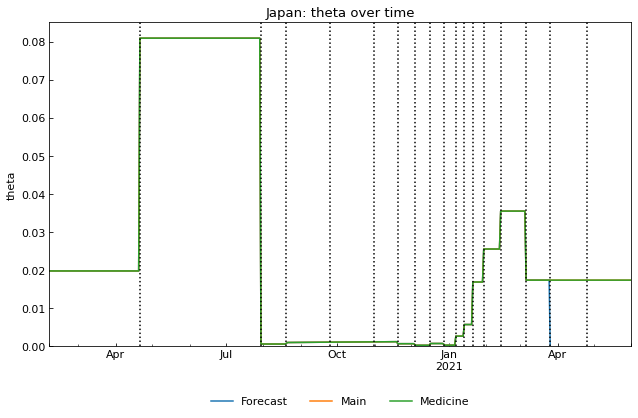 Japan: theta over time
0.08
0.07
0.06
0.05
theta
0.04
0.03
0.02
0.01
0.00
Apr Jul Oct Jan Apr
2021
Forecast Main Medicine